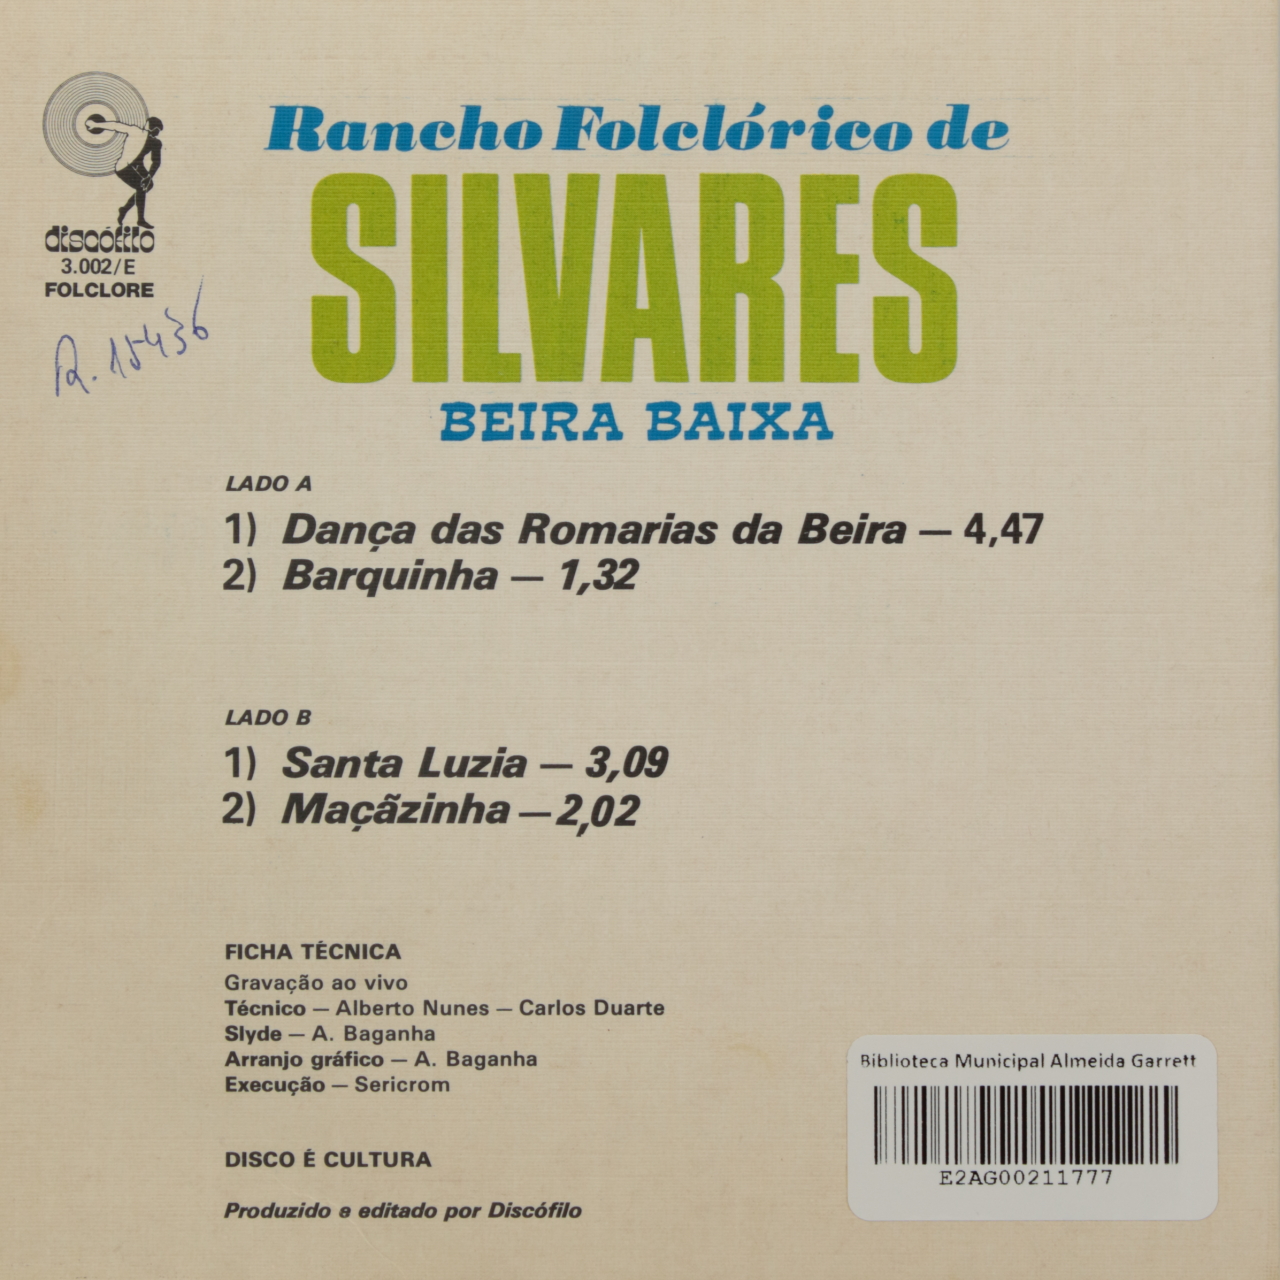 discófilo
3.002/E
FOLCLORE
R. 15436
Rancho Folclórico de
SILVARES
BEIRA BAIXA
LADO A
1) Dança das Romarias da Beira — 4,47
2) Barquinha — 1,32
LADO B
1) Santa Luzia — 3,09
2) Maçãzinha — 2,02
FICHA TÉCNICA
Gravação ao vivo
Técnico — Alberto Nunes — Carlos Duarte
Slyde — A. Baganha
Arranjo gráfico — A. Baganha
Execução — Sericrom
DISCO É CULTURA
Produzido e editado por Discófilo
Biblioteca Municipal Almeida Garrett
E2AG00211777